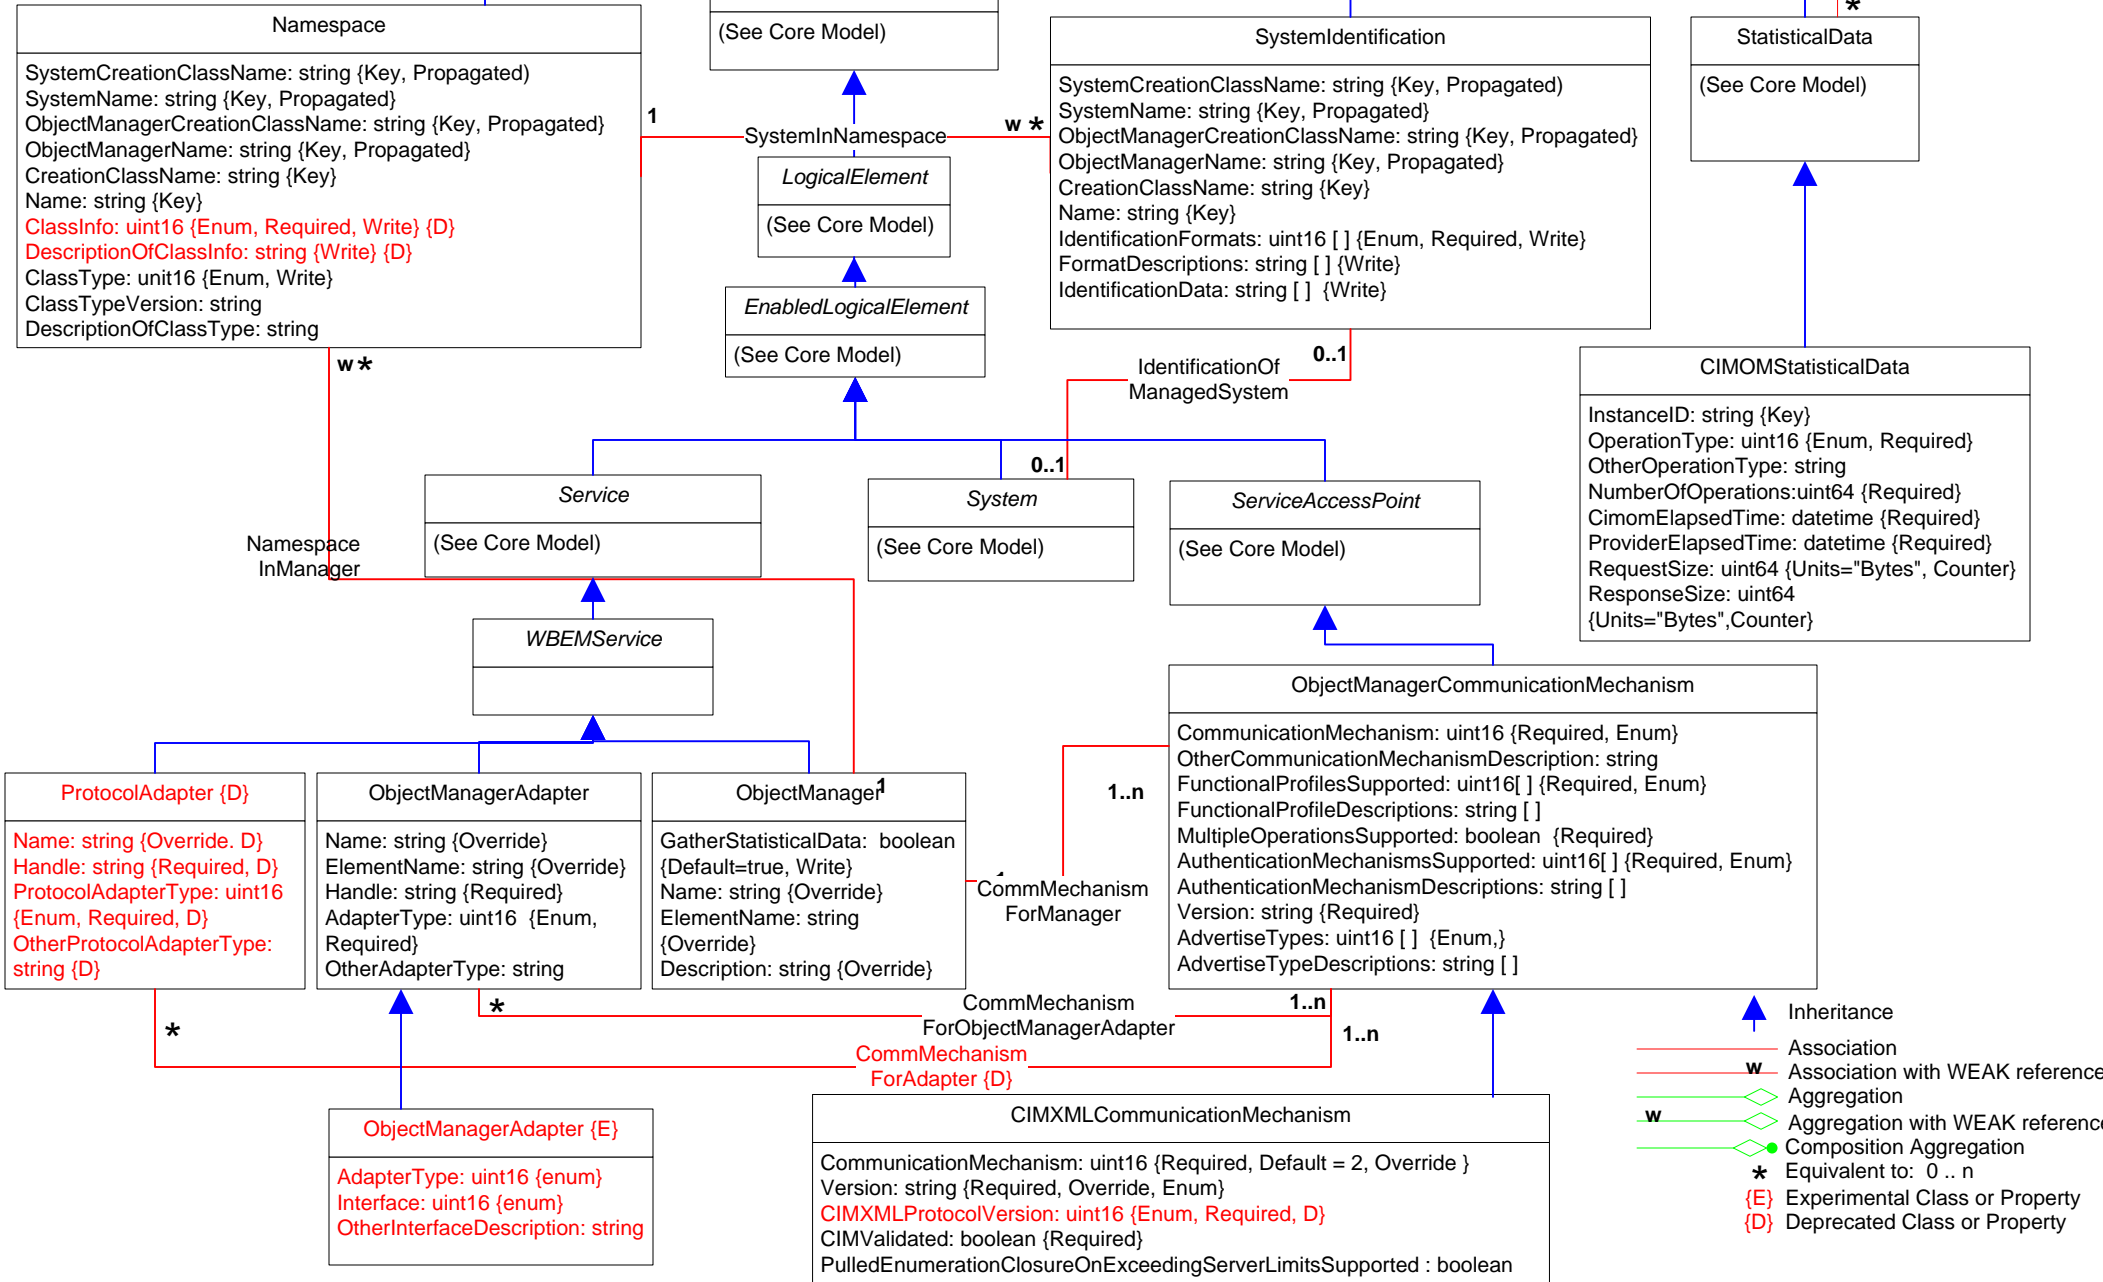 Namespace
SystemCreationClassName: string {Key, Propagated)
SystemName: string {Key, Propagated}
ObjectManagerCreationClassName: string {Key, Propagated}
ObjectManagerName: string {Key, Propagated}
CreationClassName: string {Key}
Name: string {Key}
ClassInfo: uint16 {Enum, Required, Write} {D}
DescriptionOfClassInfo: string {Write} {D}
ClassType: unit16 {Enum, Write}
ClassTypeVersion: string
DescriptionOfClassType: string
(See Core Model)
1
SystemInNamespace
w *
LogicalElement
(See Core Model)
EnabledLogicalElement
(See Core Model)
SystemIdentification
SystemCreationClassName: string {Key, Propagated)
SystemName: string {Key, Propagated}
ObjectManagerCreationClassName: string {Key, Propagated}
ObjectManagerName: string {Key, Propagated}
CreationClassName: string {Key}
Name: string {Key}
IdentificationFormats: uint16 [ ] {Enum, Required, Write}
FormatDescriptions: string [ ] {Write}
IdentificationData: string [ ] {Write}
*
StatisticalData
(See Core Model)
CIMOMStatisticalData
InstanceID: string {Key}
OperationType: uint16 {Enum, Required}
OtherOperationType: string
NumberOfOperations:uint64 {Required}
CimomElapsedTime: datetime {Required}
ProviderElapsedTime: datetime {Required}
RequestSize: uint64 {Units="Bytes", Counter}
ResponseSize: uint64
{Units="Bytes",Counter}
w *
IdentificationOf
ManagedSystem
0..1
0..1
Namespace
InManager
Service
(See Core Model)
System
(See Core Model)
ServiceAccessPoint
(See Core Model)
WBEMService
ProtocolAdapter {D}
Name: string {Override. D}
Handle: string {Required, D}
ProtocolAdapterType: uint16
{Enum, Required, D}
OtherProtocolAdapterType:
string {D}
ObjectManagerAdapter
Name: string {Override}
ElementName: string {Override}
Handle: string {Required}
AdapterType: uint16 {Enum,
Required}
OtherAdapterType: string
ObjectManager
1
GatherStatisticalData: boolean
{Default=true, Write}
Name: string {Override}
ElementName: string
{Override}
Description: string {Override}
1..n
1
CommMechanism
ForManager
ObjectManagerCommunicationMechanism
CommunicationMechanism: uint16 {Required, Enum}
OtherCommunicationMechanismDescription: string
FunctionalProfilesSupported: uint16[ ] {Required, Enum}
FunctionalProfileDescriptions: string [ ]
MultipleOperationsSupported: boolean {Required}
AuthenticationMechanismsSupported: uint16[ ] {Required, Enum}
AuthenticationMechanismDescriptions: string [ ]
Version: string {Required}
AdvertiseTypes: uint16 [ ] {Enum,}
AdvertiseTypeDescriptions: string [ ]
*
*
CommMechanism
ForObjectManagerAdapter
1..n
1..n
CommMechanism
ForAdapter {D}
ObjectManagerAdapter {E}
AdapterType: uint16 {enum}
Interface: uint16 {enum}
OtherInterfaceDescription: string
CIMXMLCommunicationMechanism
CommunicationMechanism: uint16 {Required, Default = 2, Override }
Version: string {Required, Override, Enum}
CIMXMLProtocolVersion: uint16 {Enum, Required, D}
CIMValidated: boolean {Required}
PulledEnumerationClosureOnExceedingServerLimitsSupported : boolean
Inheritance
Association
w Association with WEAK reference
Aggregation
w Aggregation with WEAK reference
Composition Aggregation
* Equivalent to: 0 .. n
{E} Experimental Class or Property
{D} Deprecated Class or Property